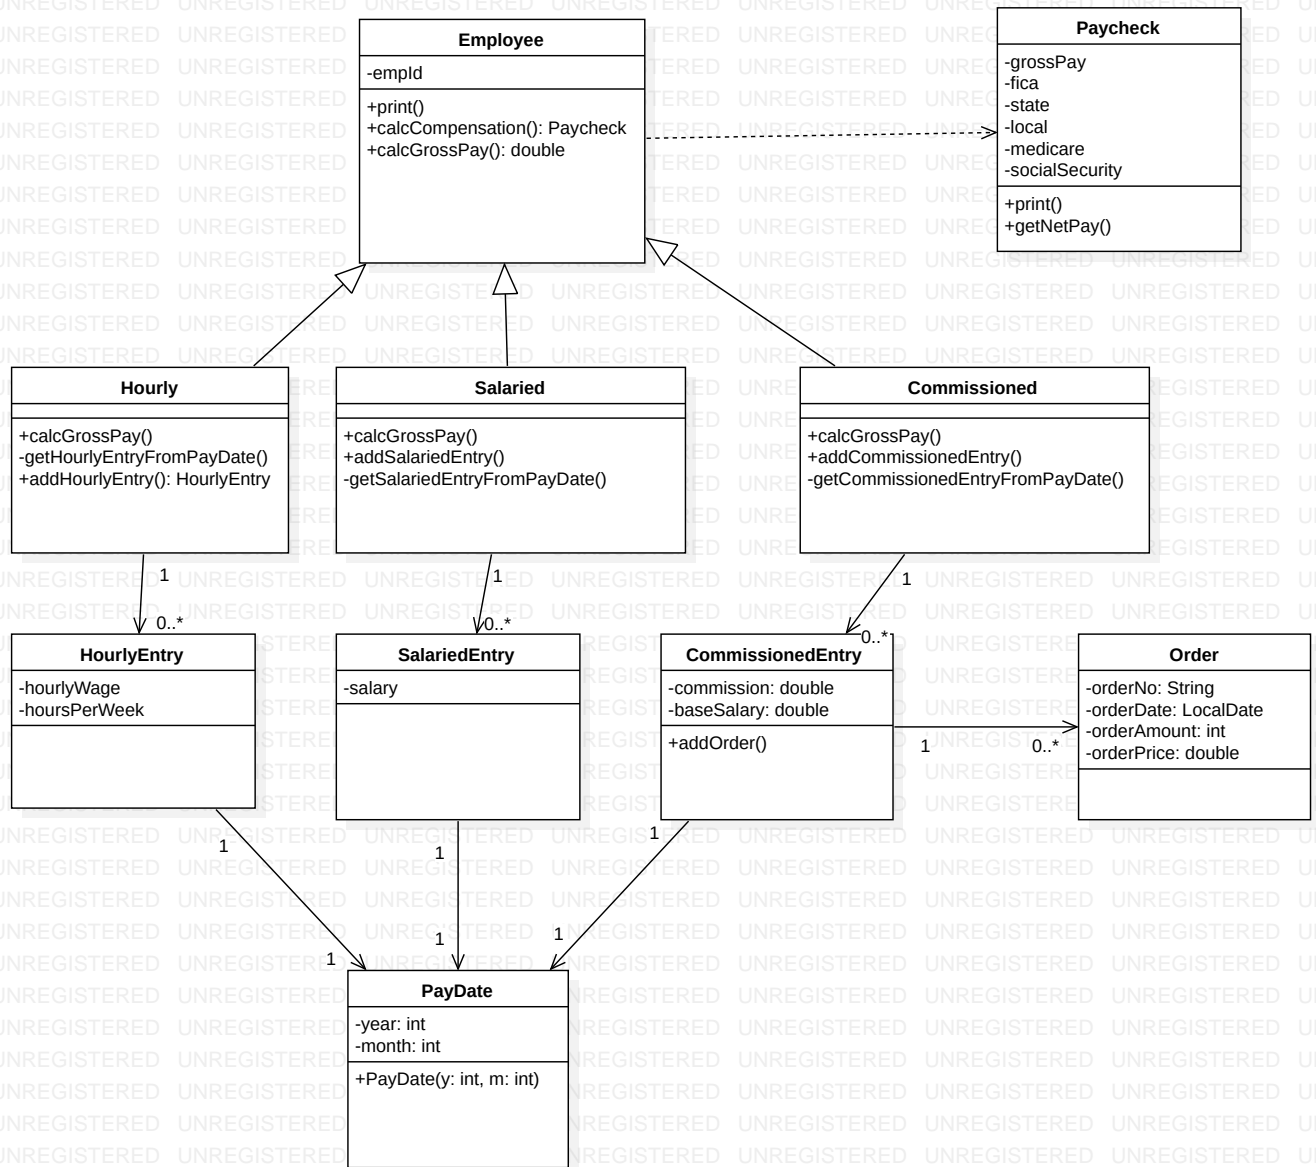 Employee
-empId
+print()
+calcCompensation(): Paycheck
+calcGrossPay(): double
Paycheck
-grossPay
-fica
-state
-local
-medicare
-socialSecurity
+print()
+getNetPay()
Hourly
+calcGrossPay()
-getHourlyEntryFromPayDate()
+addHourlyEntry(): HourlyEntry
Salaried
+calcGrossPay()
+addSalariedEntry()
-getSalariedEntryFromPayDate()
Commissioned
+calcGrossPay()
+addCommissionedEntry()
-getCommissionedEntryFromPayDate()
1
0..*
1
0..*
1
0..*
HourlyEntry
-hourlyWage
-hoursPerWeek
SalariedEntry
-salary
CommissionedEntry
-commission: double
-baseSalary: double
+addOrder()
1
0..*
Order
-orderNo: String
-orderDate: LocalDate
-orderAmount: int
-orderPrice: double
1
1
1
1
1
1
PayDate
-year: int
-month: int
+PayDate(y: int, m: int)
UNREGISTERED